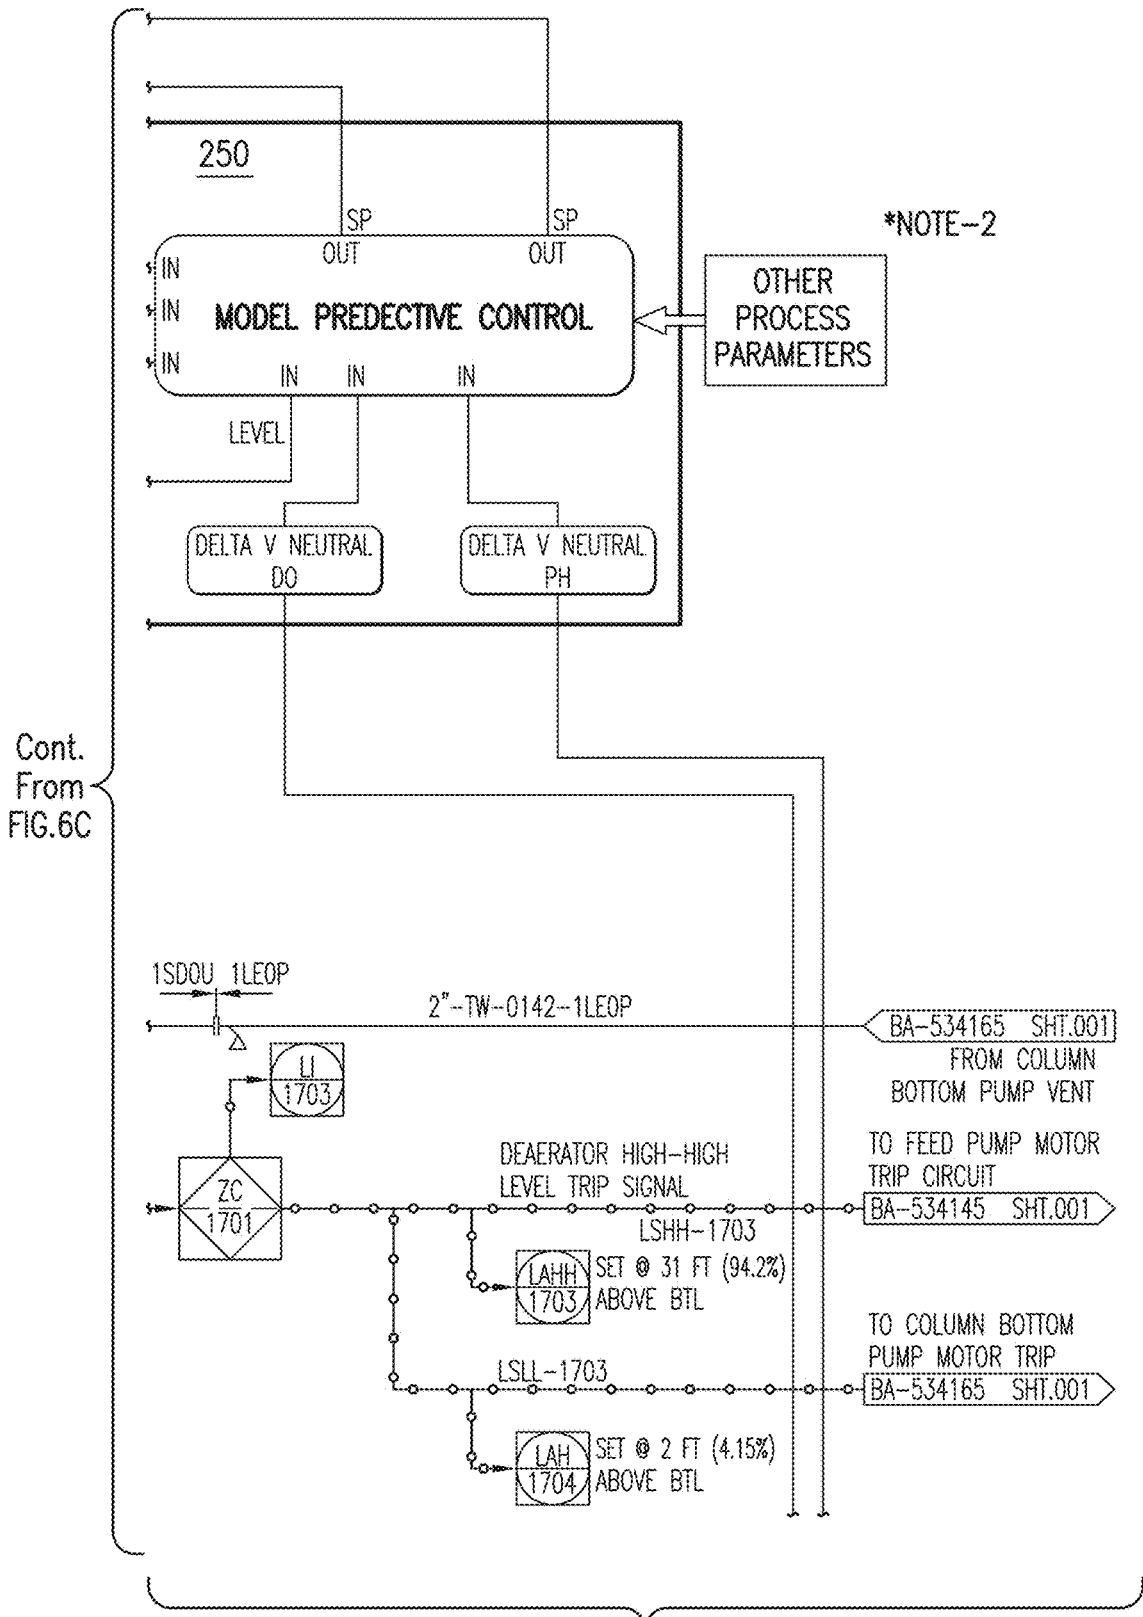 250
SP
OUT
SP
OUT
*NOTE-2
IN
IN
IN
MODEL PREDECTIVE CONTROL
OTHER
PROCESS
PARAMETERS
IN
IN
IN
LEVEL
DELTA V NEUTRAL
DO
DELTA V NEUTRAL
PH
Cont.
From
FIG.6C
1SD0U 1LE0P
2"-TW-0142-1LE0P
BA-534165 SHT.001
FROM COLUMN
BOTTOM PUMP VENT
LI
1703
TO FEED PUMP MOTOR
TRIP CIRCUIT
BA-534145 SHT.001
DEAERATOR HIGH-HIGH
LEVEL TRIP SIGNAL
ZC
1701
LSHH-1703
LAHH
1703
SET @ 31 FT (94.2%)
ABOVE BTL
TO COLUMN BOTTOM
PUMP MOTOR TRIP
BA-534165 SHT.001
LSLL-1703
LAH
1704
SET @ 2 FT (4.15%)
ABOVE BTL